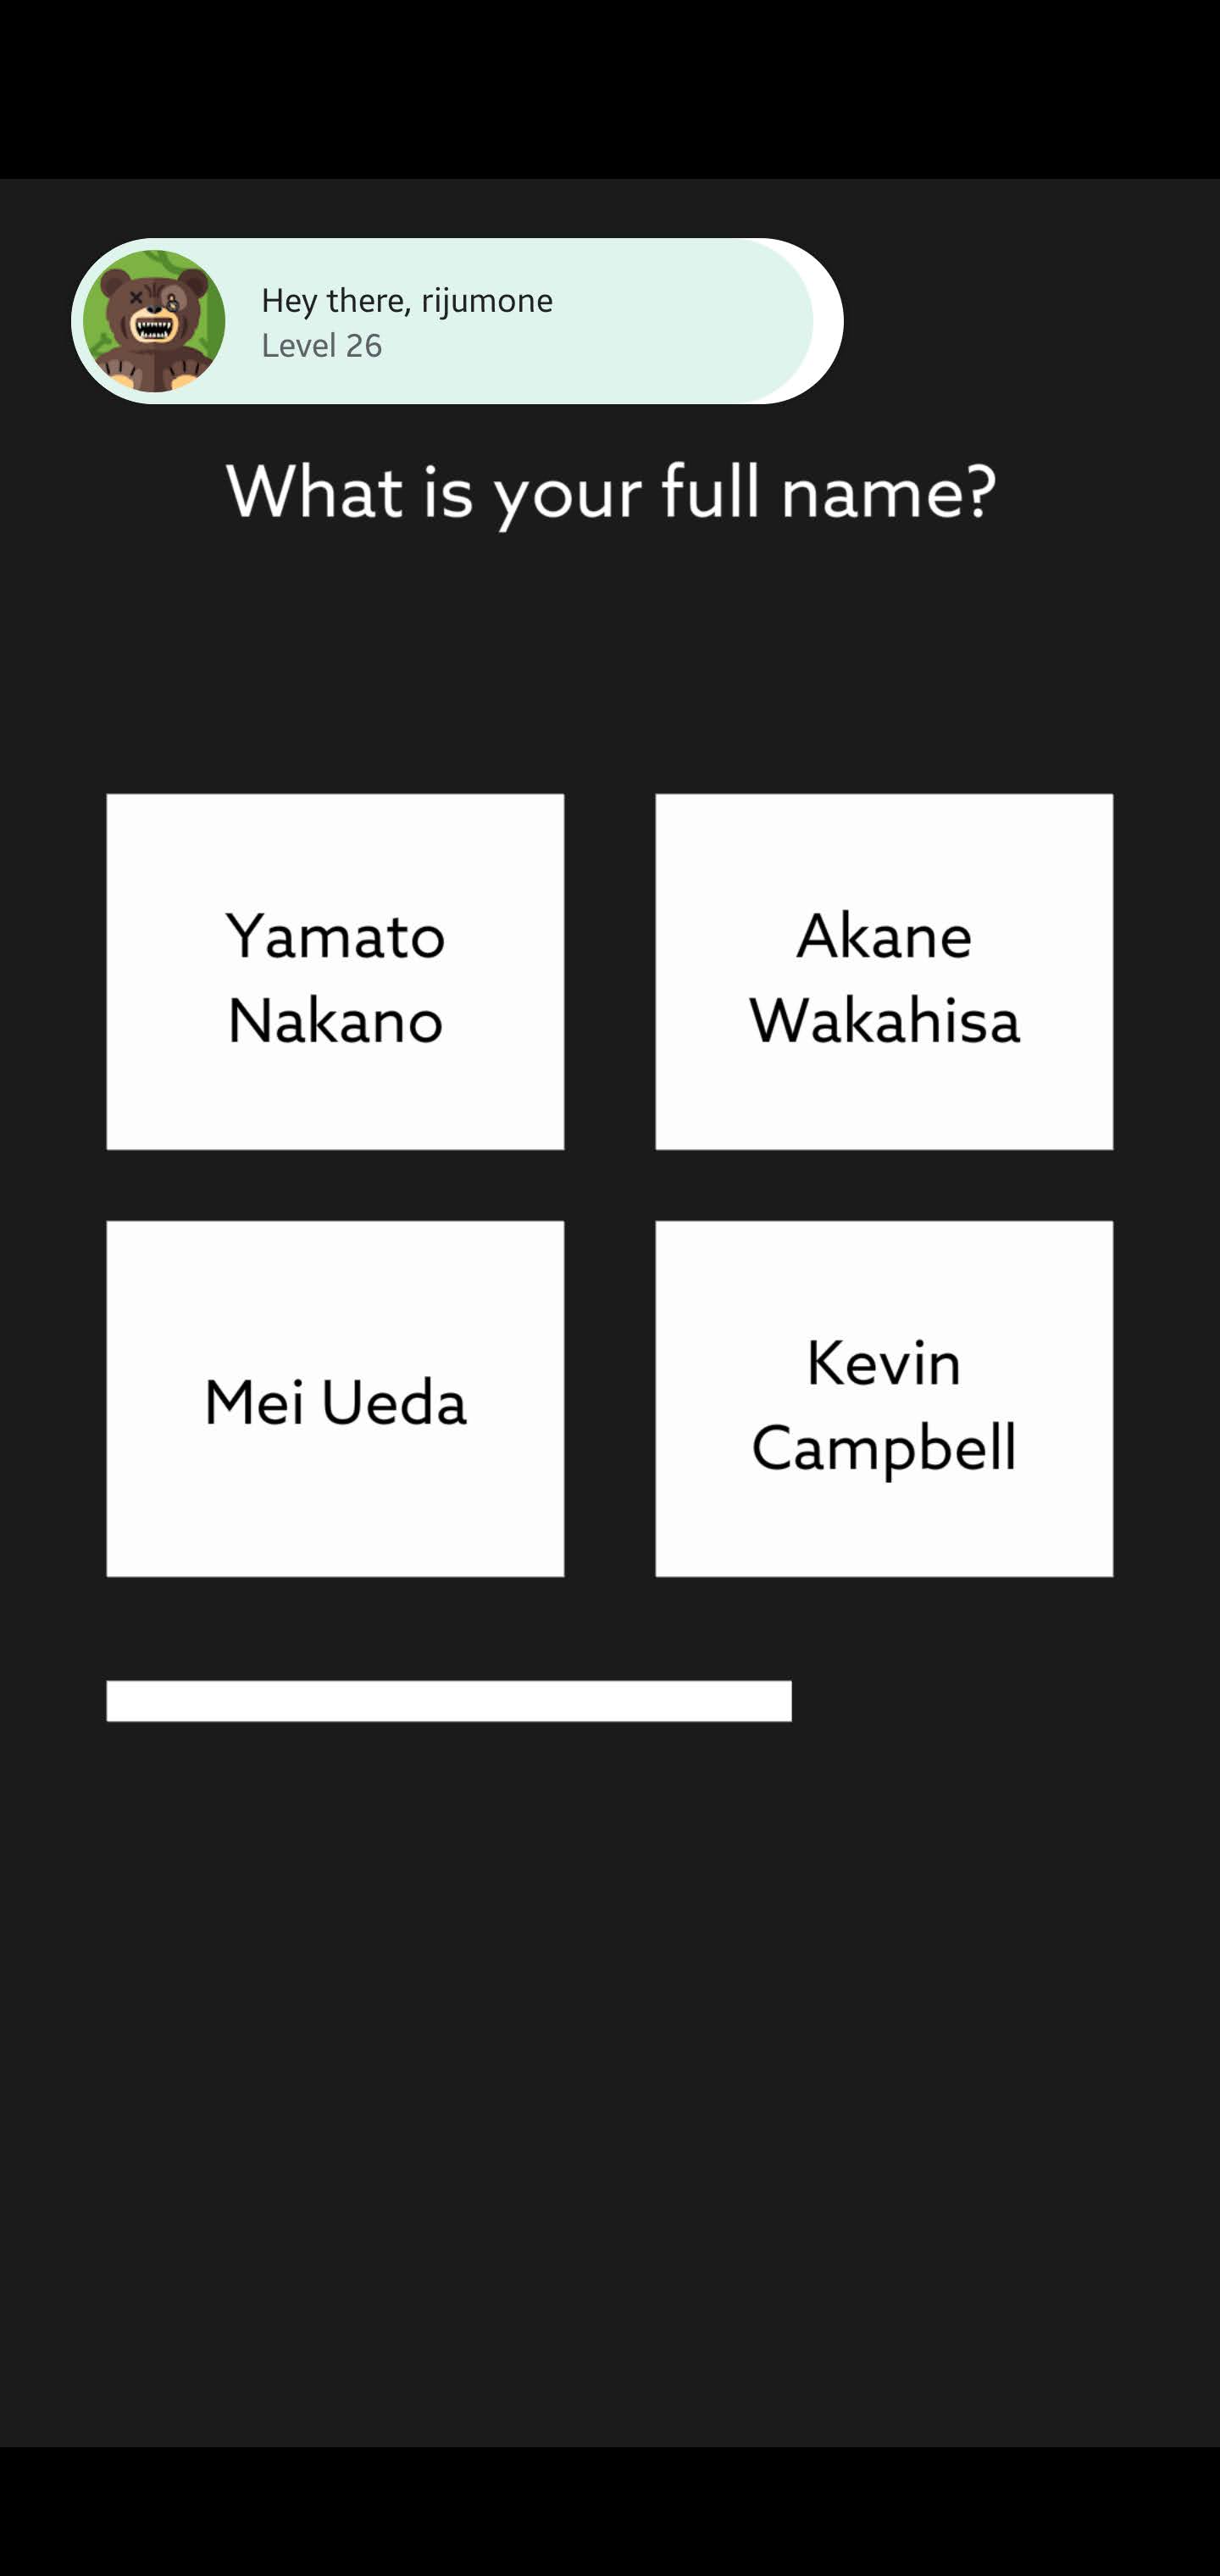 Hey there, rijumone
Level 26
What is your full name?
Yamato
Nakano
Akane
Wakahisa
Mei Ueda
Kevin
Campbell